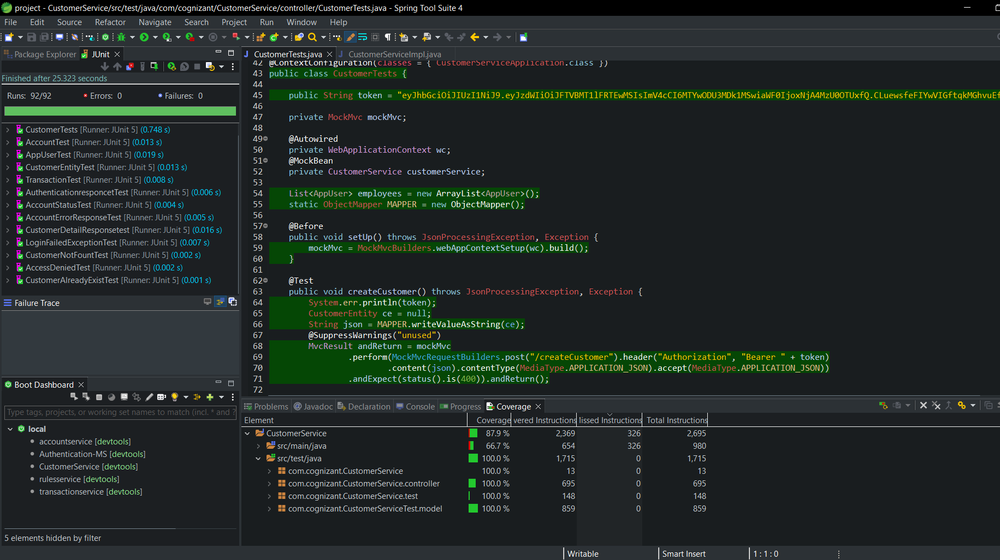 project - CustomerService/src/test/java/com/cognizant/CustomerService/controller/CustomerTests.java - Spring Tool Suite 4
File Edit Source Refactor Navigate Search Project Run Window Help
Package Explorer JUnit
Finished after 25.323 seconds
Runs: 92/92 Errors: 0 Failures: 0
CustomerTests [Runner: JUnit 5] (0.748 s)
AccountTest [Runner: JUnit 5] (0.013 s)
AppUserTest [Runner: JUnit 5] (0.019 s)
CustomerEntityTest [Runner: JUnit 5] (0.013 s)
TransactionTest [Runner: JUnit 5] (0.008 s)
AuthenticationresponcetTest [Runner: JUnit 5] (0.006 s)
AccountStatusTest [Runner: JUnit 5] (0.004 s)
AccountErrorResponseTest [Runner: JUnit 5] (0.005 s)
CustomerDetailResponsetest [Runner: JUnit 5] (0.016 s)
LoginFailedExceptionTest [Runner: JUnit 5] (0.007 s)
CustomerNotFountTest [Runner: JUnit 5] (0.002 s)
AccessDeniedTest [Runner: JUnit 5] (0.002 s)
CustomerAlreadyExistTest [Runner: JUnit 5] (0.001 s)
Failure Trace
Boot Dashboard
Type tags, projects, or working set names to match (incl. * and ?
local
accountservice [devtools]
Authentication-MS [devtools]
CustomerService [devtools]
rulesservice [devtools]
transactionservice [devtools]
5 elements hidden by filter
CustomerTests.java CustomerServiceImpl.java
42 @ContextConfiguration(classes = { CustomerServiceApplication.class })
43 public class CustomerTests {
44
45 public String token = "eyJhbGciOiJIUzI1NiJ9.eyJzdWIiOiJFTVBMT1lFRTEwMSIsImV4cCI6MTYwODU3MDk1MSwiaWF0IjoxNjA4MzU0OTUxfQ.CLuewsfeFIYwVIGftqkMGhvuEf
46
47 private MockMvc mockMvc;
48
49 @Autowired
50 private WebApplicationContext wc;
51 @MockBean
52 private CustomerService customerService;
53
54 List<AppUser> employees = new ArrayList<AppUser>();
55 static ObjectMapper MAPPER = new ObjectMapper();
56
57 @Before
58 public void setUp() throws JsonProcessingException, Exception {
59 mockMvc = MockMvcBuilders.webAppContextSetup(wc).build();
60 }
61
62 @Test
63 public void createCustomer() throws JsonProcessingException, Exception {
64 System.err.println(token);
65 CustomerEntity ce = null;
66 String json = MAPPER.writeValueAsString(ce);
67 @SuppressWarnings("unused")
68 MvcResult andReturn = mockMvc
69 .perform(MockMvcRequestBuilders.post("/createCustomer").header("Authorization", "Bearer " + token)
70 .content(json).contentType(MediaType.APPLICATION_JSON).accept(MediaType.APPLICATION_JSON))
71 .andExpect(status().is(400)).andReturn();
72
Problems Javadoc Declaration Console Progress Coverage
Element Coverage vered Instructions lissed Instructions Total Instructions
CustomerService 87.9 % 2,369 326 2,695
src/main/java 66.7 % 654 326 980
src/test/java 100.0 % 1,715 0 1,715
com.cognizant.CustomerService 100.0 % 13 0 13
com.cognizant.CustomerService.controller 100.0 % 695 0 695
com.cognizant.CustomerService.test 100.0 % 148 0 148
com.cognizant.CustomerServiceTest.model 100.0 % 859 0 859
Writable Smart Insert 1 : 1 : 0